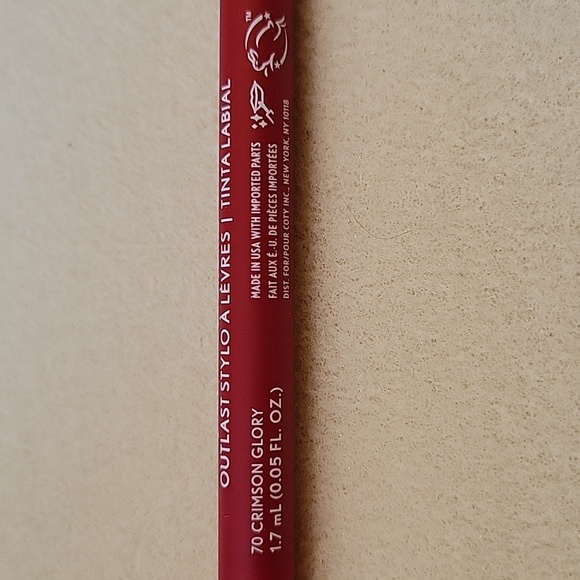 OUTLAST STYLO À LÈVRES | TINTA LABIAL
70 CRIMSON GLORY
1.7 mL (0.05 FL. OZ.)
MADE IN USA WITH IMPORTED PARTS
FAIT AUX É.-U. DE PIÈCES IMPORTÉES
DIST. FOR/POUR COTY INC., NEW YORK, NY 10118
TM